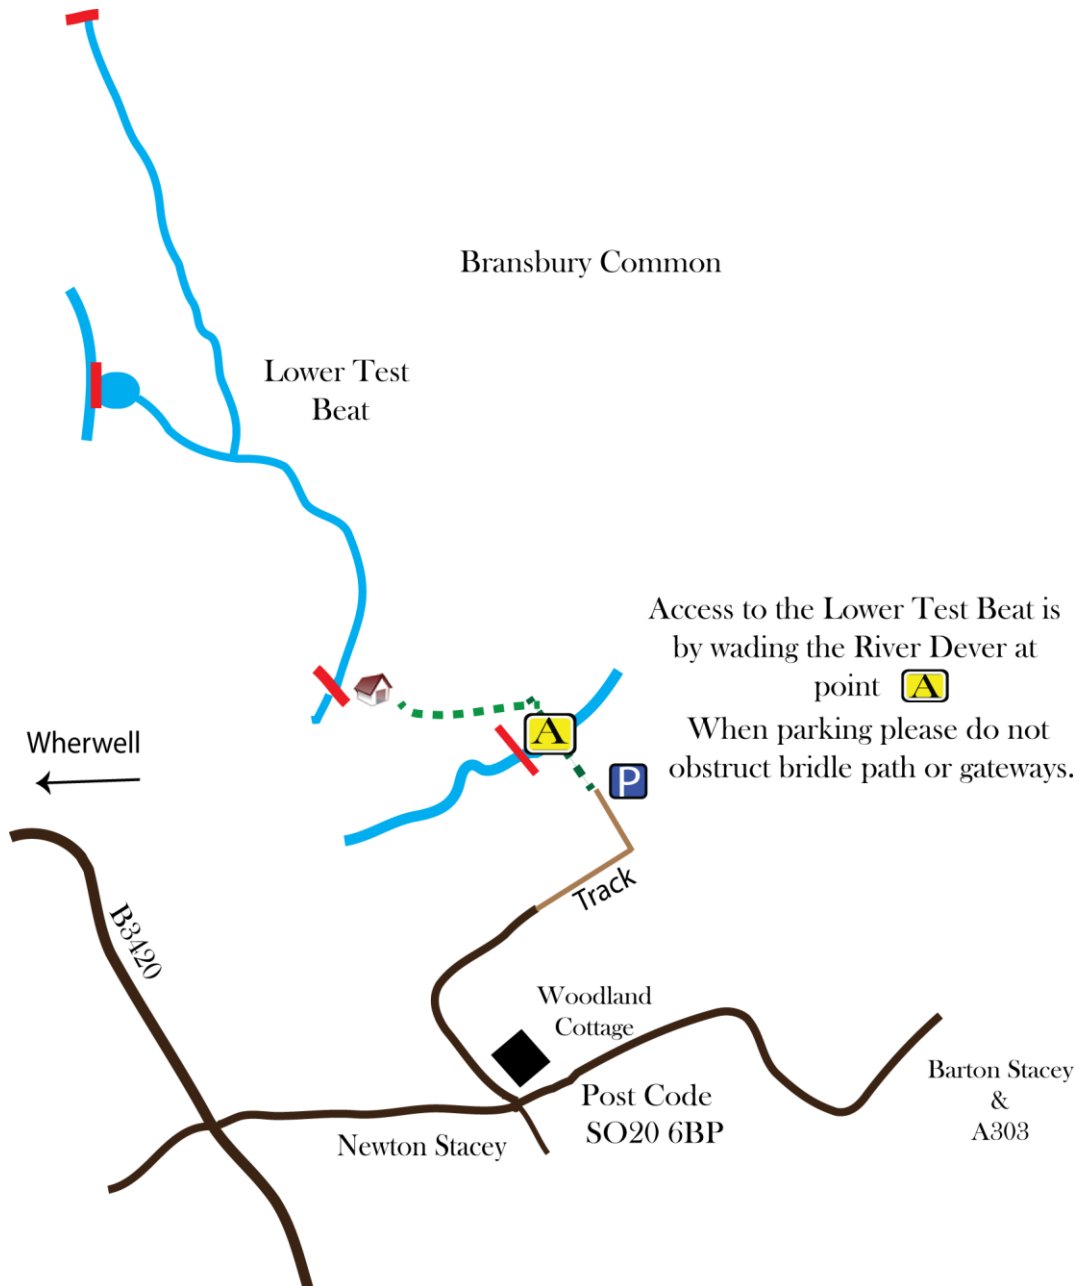 Bransbury Common
Lower Test
Beat
Access to the Lower Test Beat is
by wading the River Dever at
point A
When parking please do not
obstruct bridle path or gateways.
A
P
Wherwell
Track
B3420
Woodland
Cottage
Post Code
SO20 6BP
Newton Stacey
Barton Stacey
&
A303